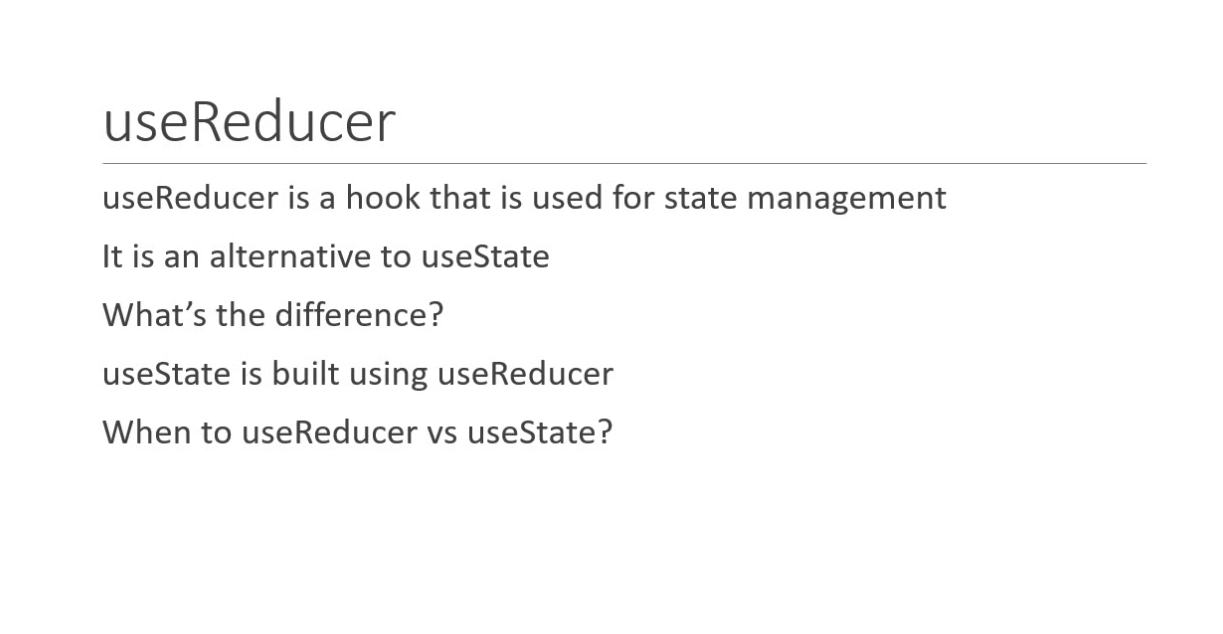 useReducer
useReducer is a hook that is used for state management
It is an alternative to useState
What’s the difference?
useState is built using useReducer
When to useReducer vs useState?